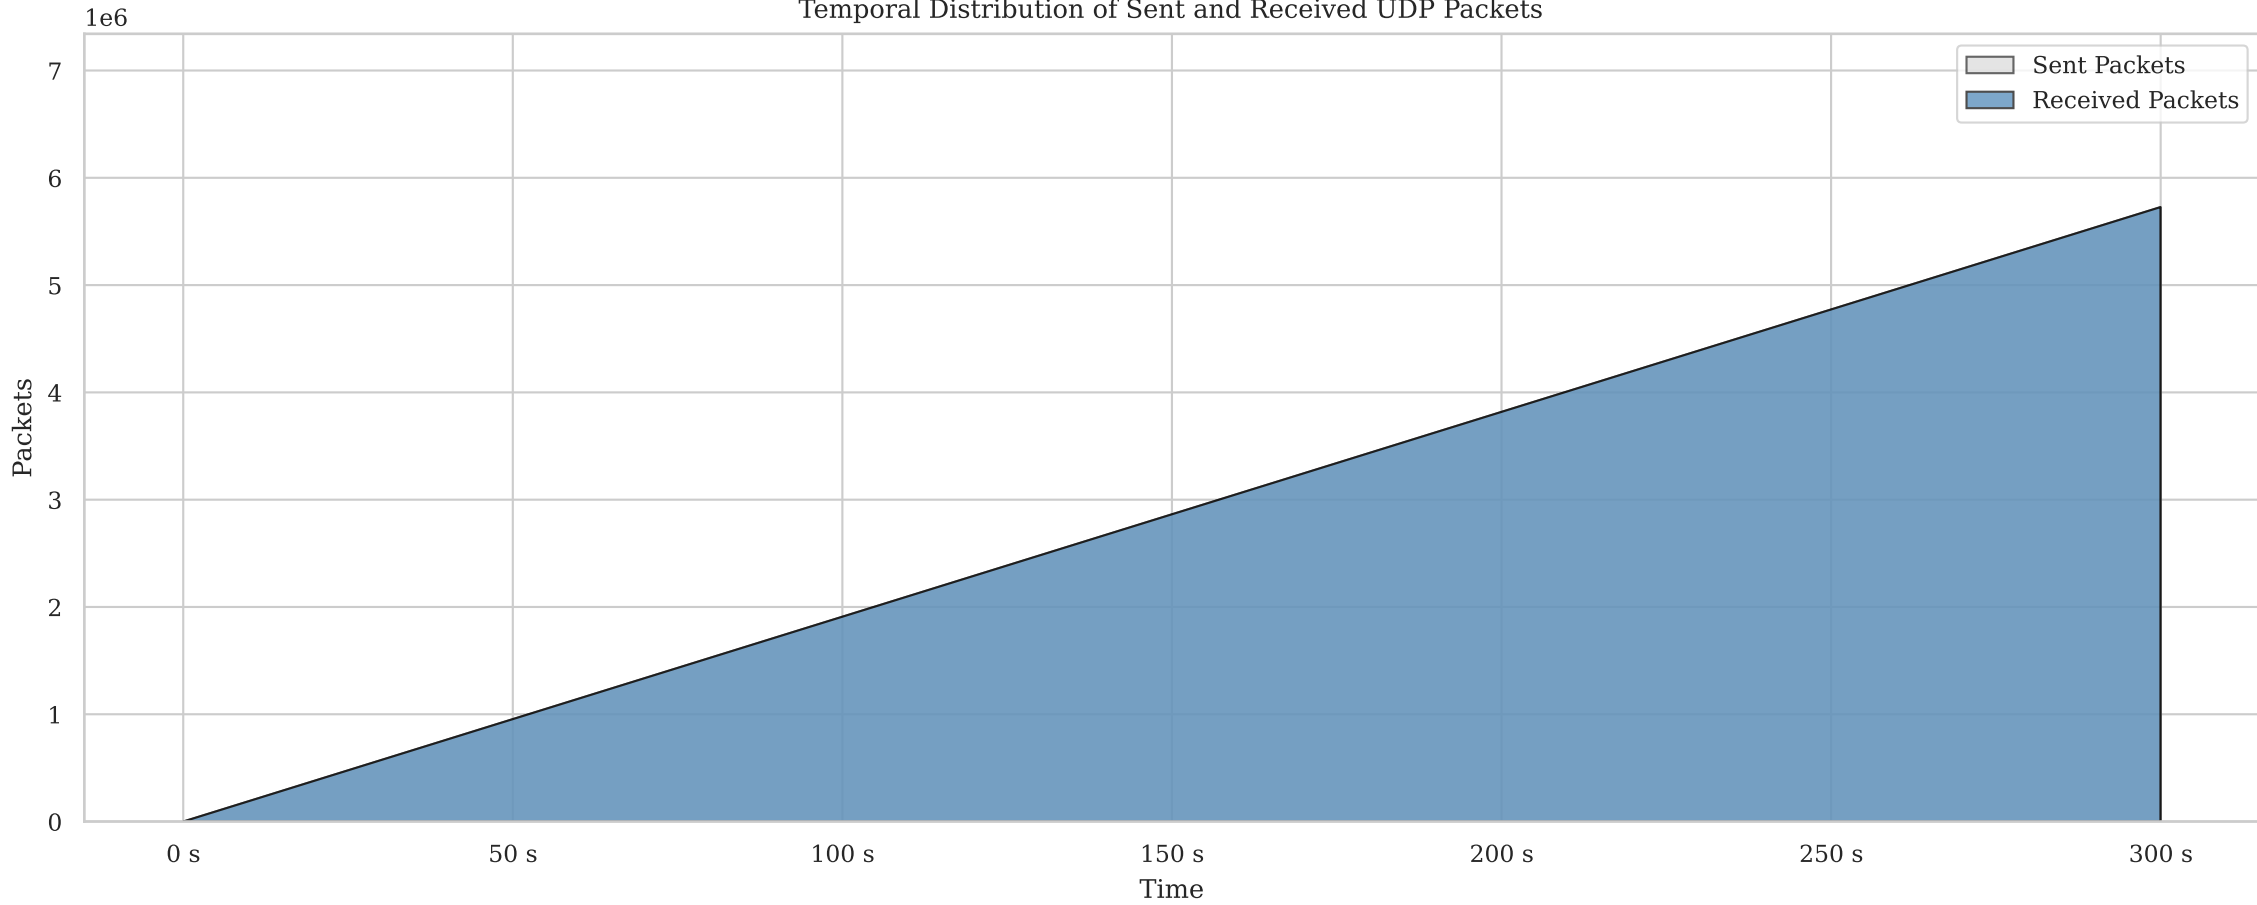 Temporal Distribution of Sent and Received UDP Packets
1e6
Sent Packets
Received Packets
7
6
5
4
3
2
1
0
Packets
0 s
50 s
100 s
150 s
200 s
250 s
300 s
Time